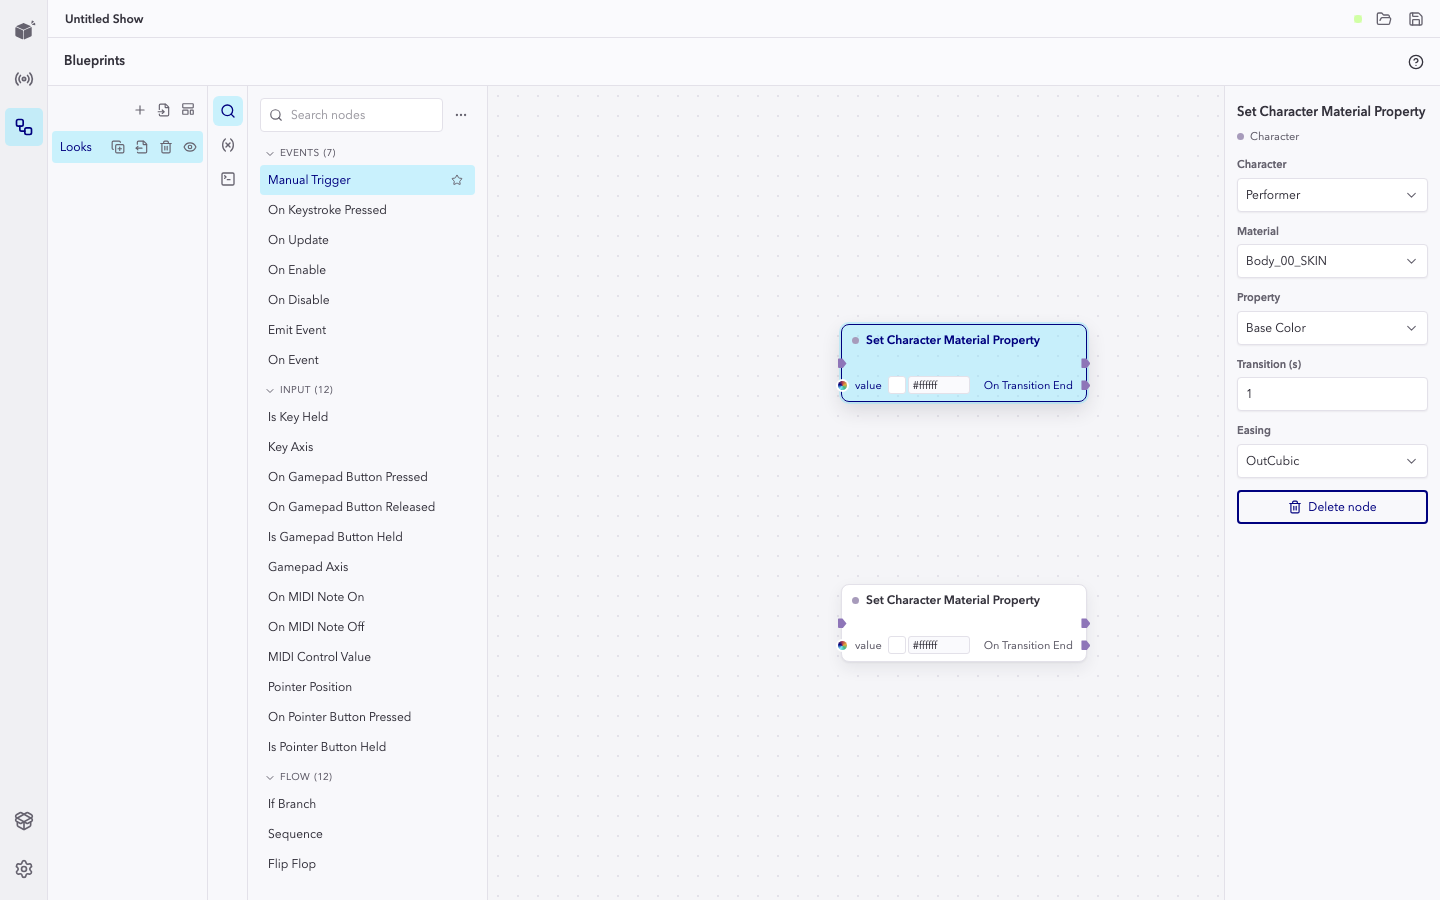 Untitled Show
Blueprints
Looks
Search nodes
EVENTS (7)
Manual Trigger
On Keystroke Pressed
On Update
On Enable
On Disable
Emit Event
On Event
INPUT (12)
Is Key Held
Key Axis
On Gamepad Button Pressed
On Gamepad Button Released
Is Gamepad Button Held
Gamepad Axis
On MIDI Note On
On MIDI Note Off
MIDI Control Value
Pointer Position
On Pointer Button Pressed
Is Pointer Button Held
FLOW (12)
If Branch
Sequence
Flip Flop
Set Character Material Property
value #ffffff On Transition End
Set Character Material Property
value #ffffff On Transition End
Set Character Material Property
Character
Character
Performer
Material
Body_00_SKIN
Property
Base Color
Transition (s)
1
Easing
OutCubic
Delete node